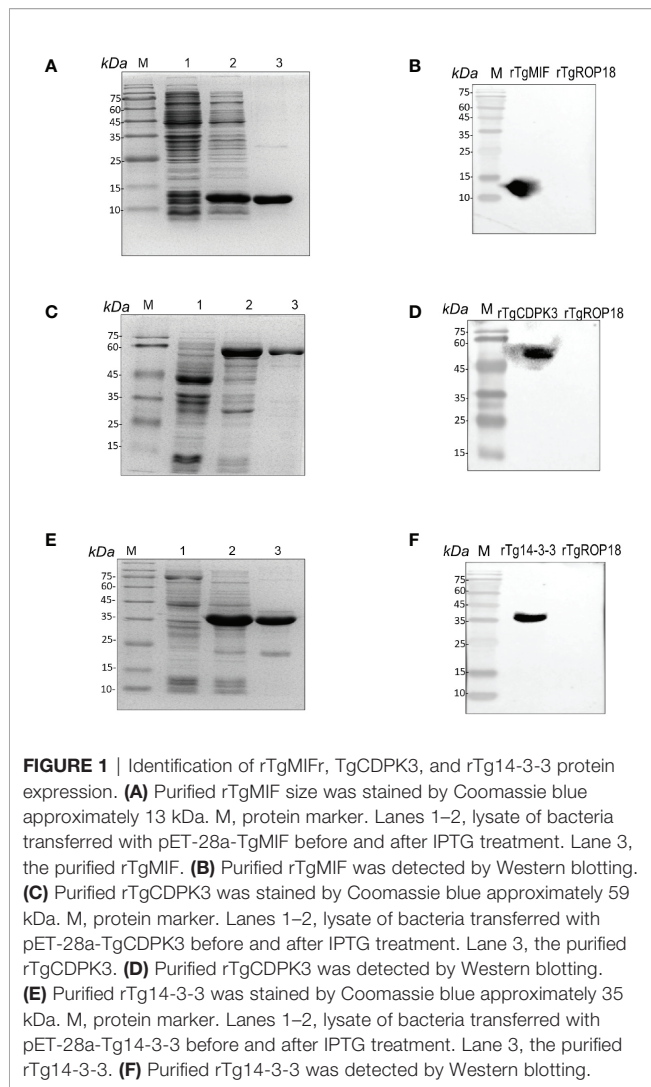 A
kDa M 1 2 3
75-
60-
45-
35-
25-
15-
10-
B
kDa M rTgMIF rTgROP18
75-
60-
45-
35-
25-
15-
10-
C
kDa M 1 2 3
75-
60-
45-
35-
25-
15-
D
kDa M rTgCDPK3 rTgROP18
75-
60-
45-
35-
25-
15-
E
kDa M 1 2 3
75-
60-
45-
35-
25-
15-
10-
F
kDa M rTg14-3-3 rTgROP18
75-
60-
45-
35-
25-
15-
10-
FIGURE 1 | Identification of rTgMIFr, TgCDPK3, and rTg14-3-3 protein
expression. (A) Purified rTgMIF size was stained by Coomassie blue
approximately 13 kDa. M, protein marker. Lanes 1–2, lysate of bacteria
transferred with pET-28a-TgMIF before and after IPTG treatment. Lane 3,
the purified rTgMIF. (B) Purified rTgMIF was detected by Western blotting.
(C) Purified rTgCDPK3 was stained by Coomassie blue approximately 59
kDa. M, protein marker. Lanes 1–2, lysate of bacteria transferred with
pET-28a-TgCDPK3 before and after IPTG treatment. Lane 3, the purified
rTgCDPK3. (D) Purified rTgCDPK3 was detected by Western blotting.
(E) Purified rTg14-3-3 was stained by Coomassie blue approximately 35
kDa. M, protein marker. Lanes 1–2, lysate of bacteria transferred with
pET-28a-Tg14-3-3 before and after IPTG treatment. Lane 3, the purified
rTg14-3-3. (F) Purified rTg14-3-3 was detected by Western blotting.